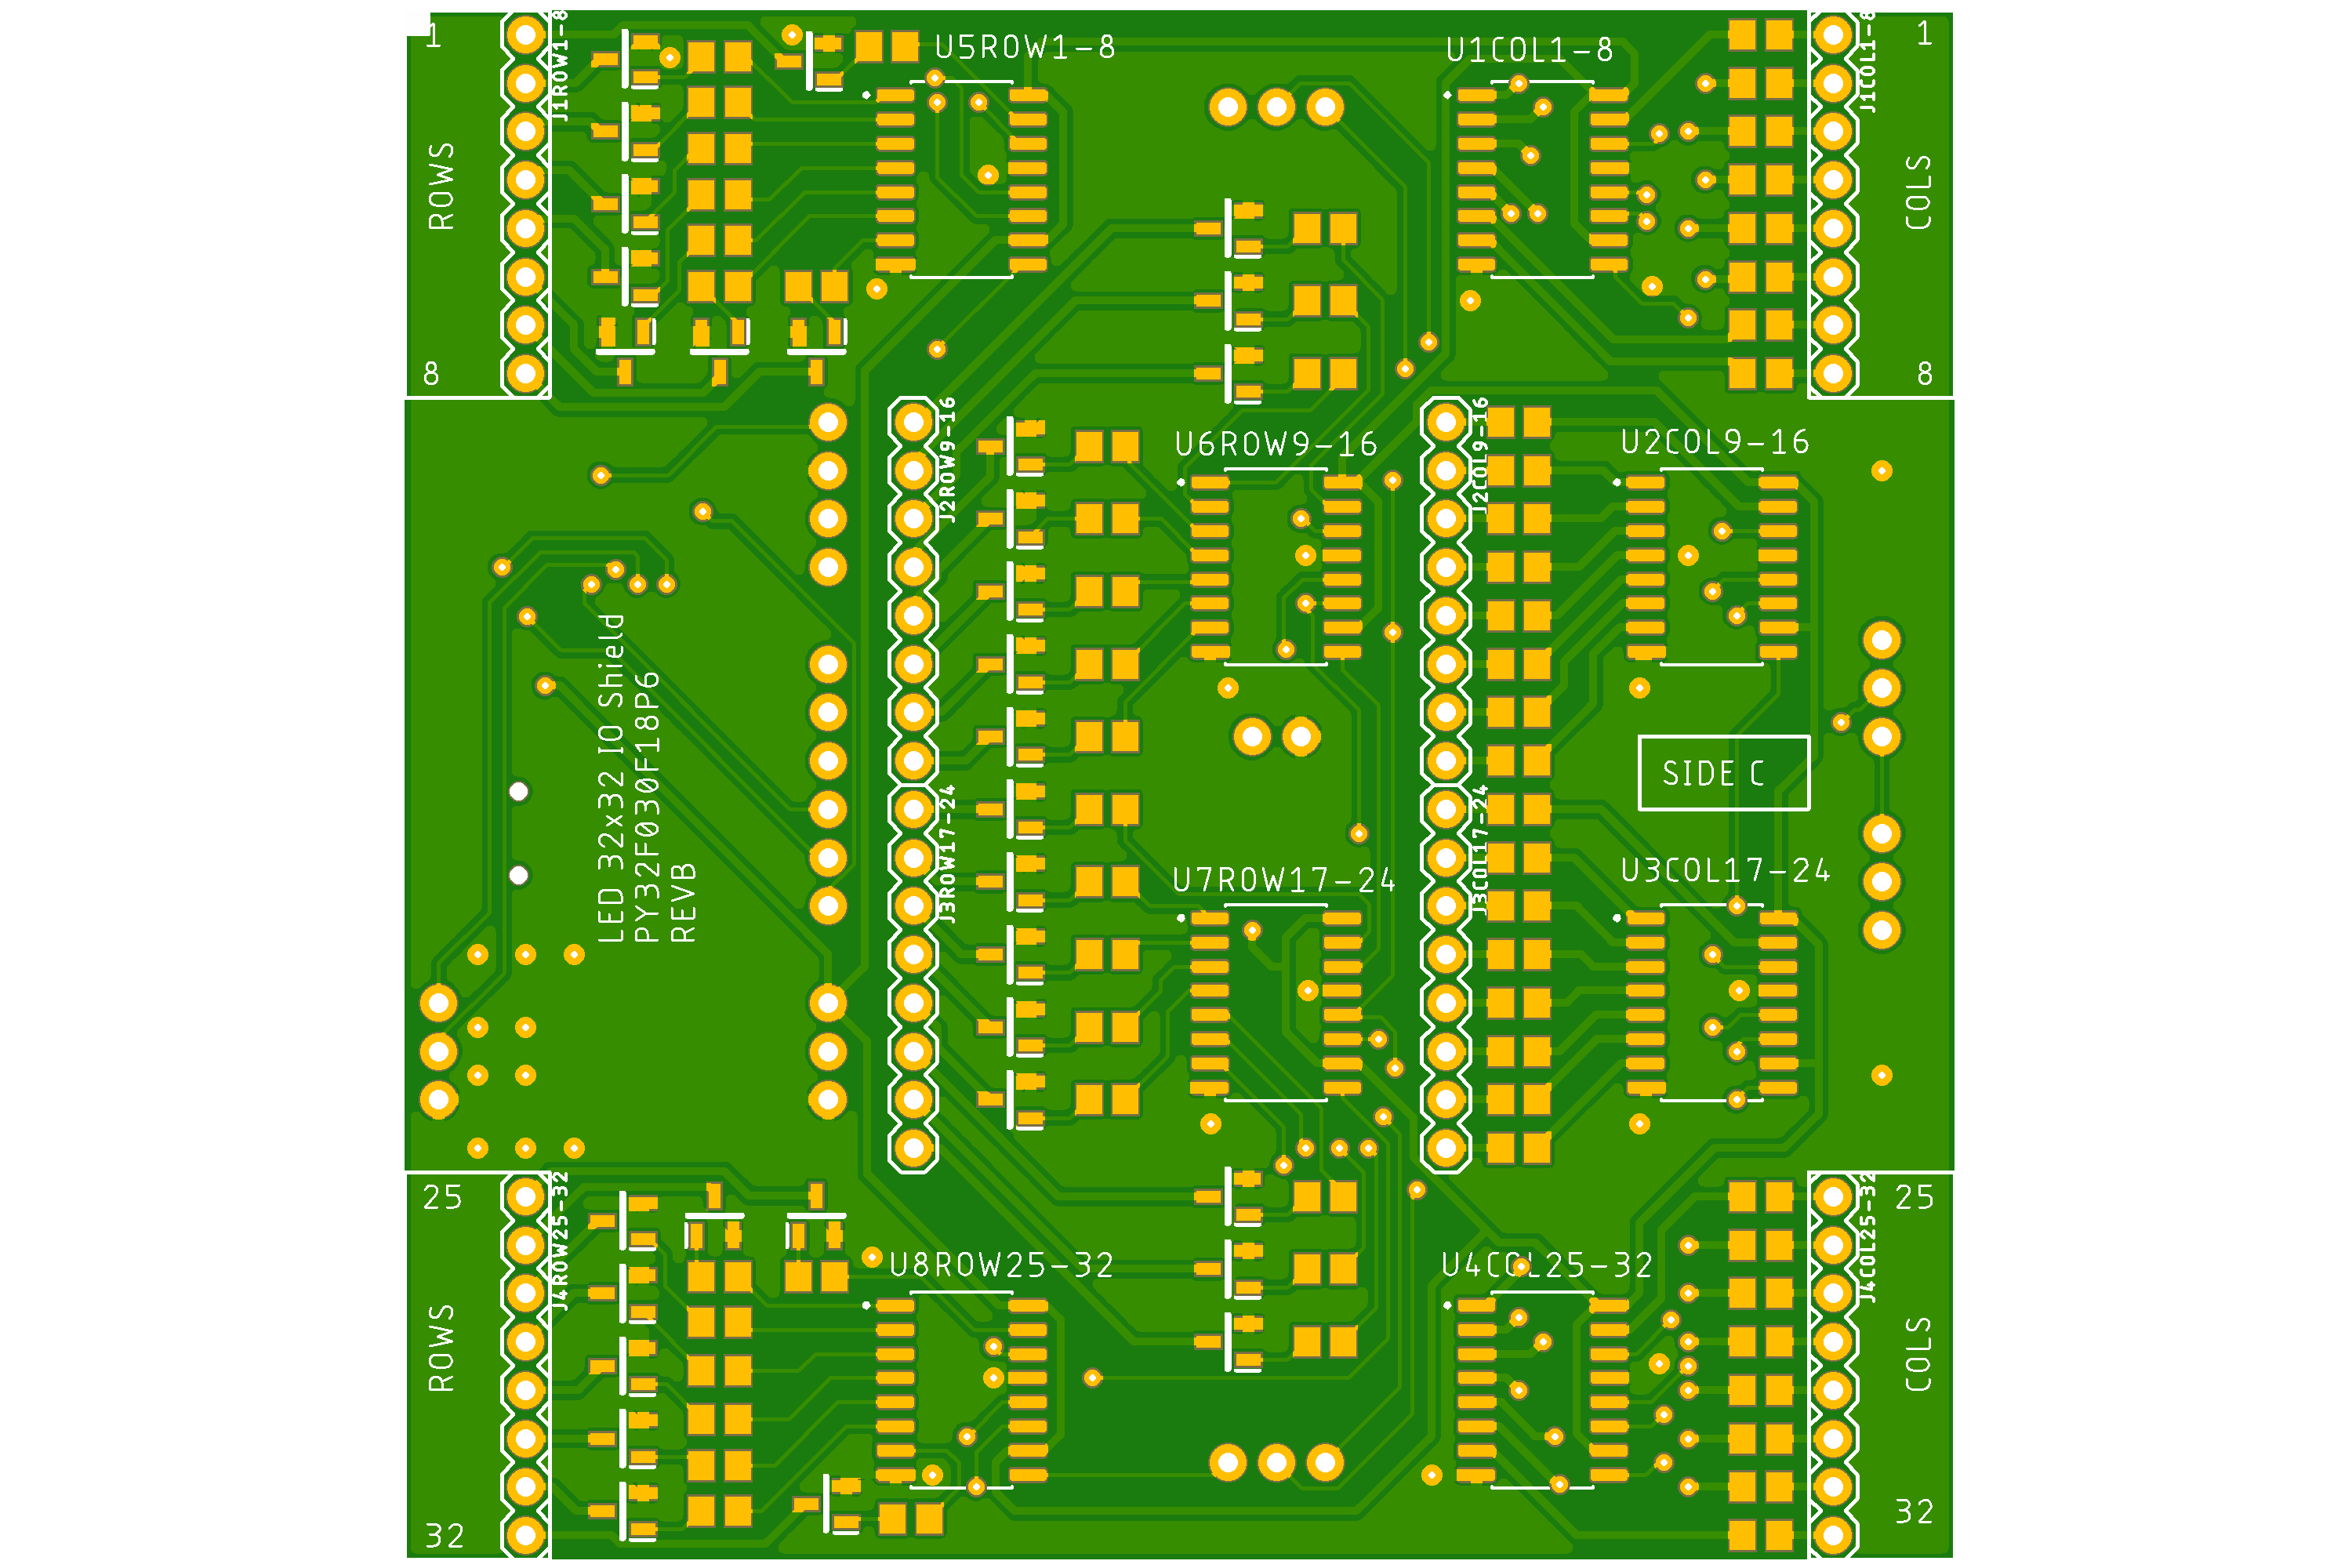 1
J1ROW1-8
U5ROW1-8
U1COL1-8
J1COL1-8
1
ROWS
COLS
8
8
J2ROW9-16
U6ROW9-16
J2COL9-16
U2COL9-16
LED 32x32 IO Shield
PY32F030F18P6
REVB
SIDE C
J3ROW17-24
U7ROW17-24
J3COL17-24
U3COL17-24
25
J4ROW25-32
U8ROW25-32
U4COL25-32
J4COL25-32
25
ROWS
COLS
32
32